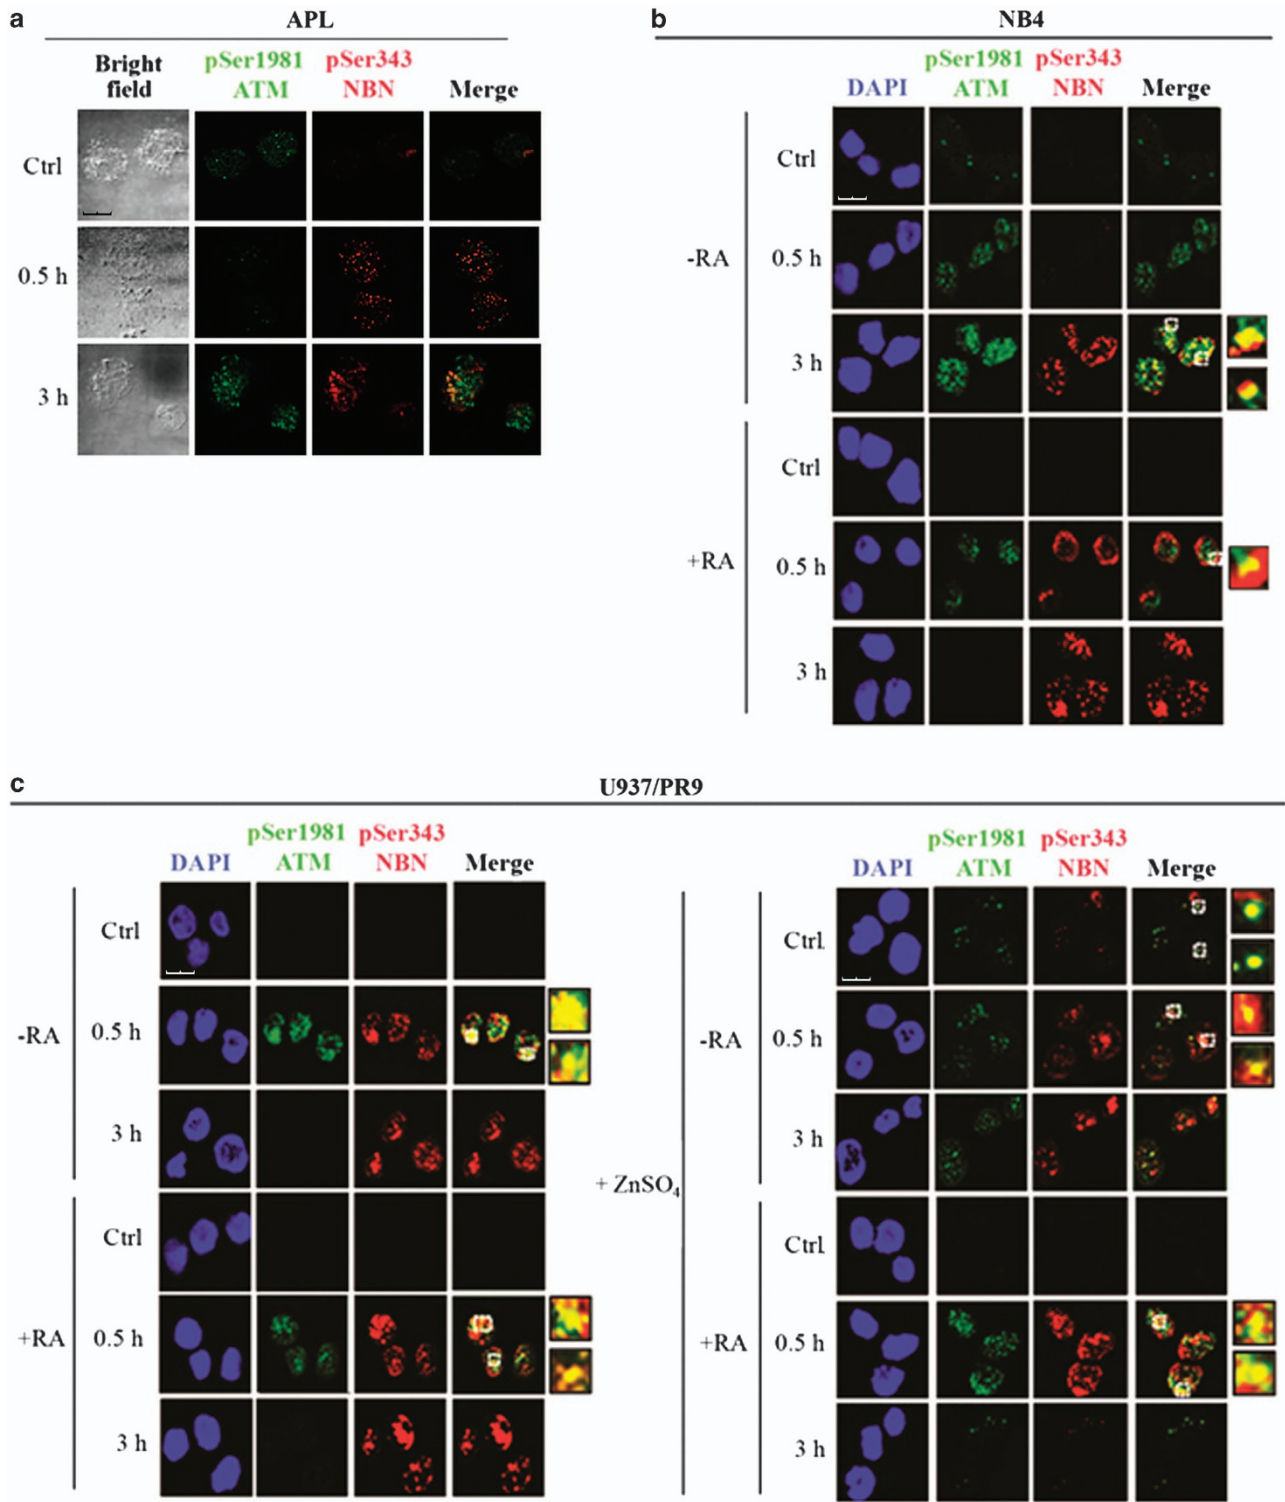 a
APL
Bright field
pSer1981 ATM
pSer343 NBN
Merge
Ctrl
0.5 h
3 h
b
NB4
DAPI
pSer1981 ATM
pSer343 NBN
Merge
-RA
Ctrl
0.5 h
3 h
+RA
Ctrl
0.5 h
3 h
c
U937/PR9
DAPI
pSer1981 ATM
pSer343 NBN
Merge
-RA
Ctrl
0.5 h
3 h
+RA
Ctrl
0.5 h
3 h
+ ZnSO4
DAPI
pSer1981 ATM
pSer343 NBN
Merge
-RA
Ctrl
0.5 h
3 h
+RA
Ctrl
0.5 h
3 h